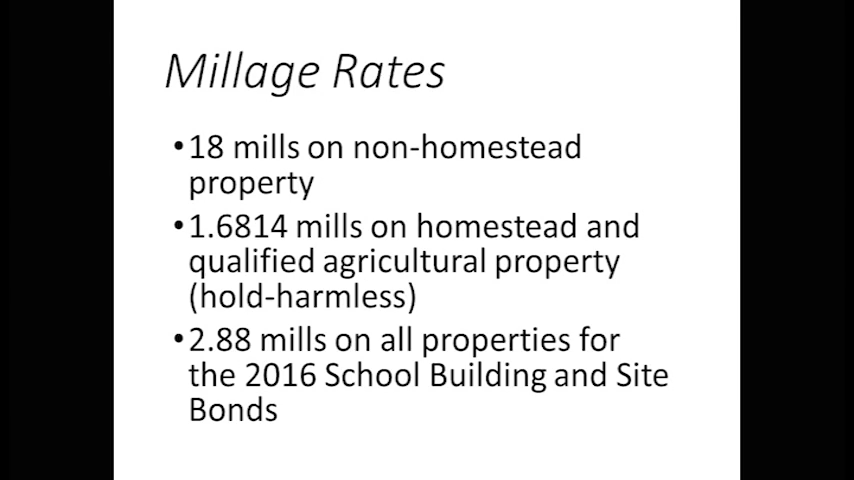 Millage Rates
•18 mills on non-homestead
property
•1.6814 mills on homestead and
qualified agricultural property
(hold-harmless)
•2.88 mills on all properties for
the 2016 School Building and Site
Bonds